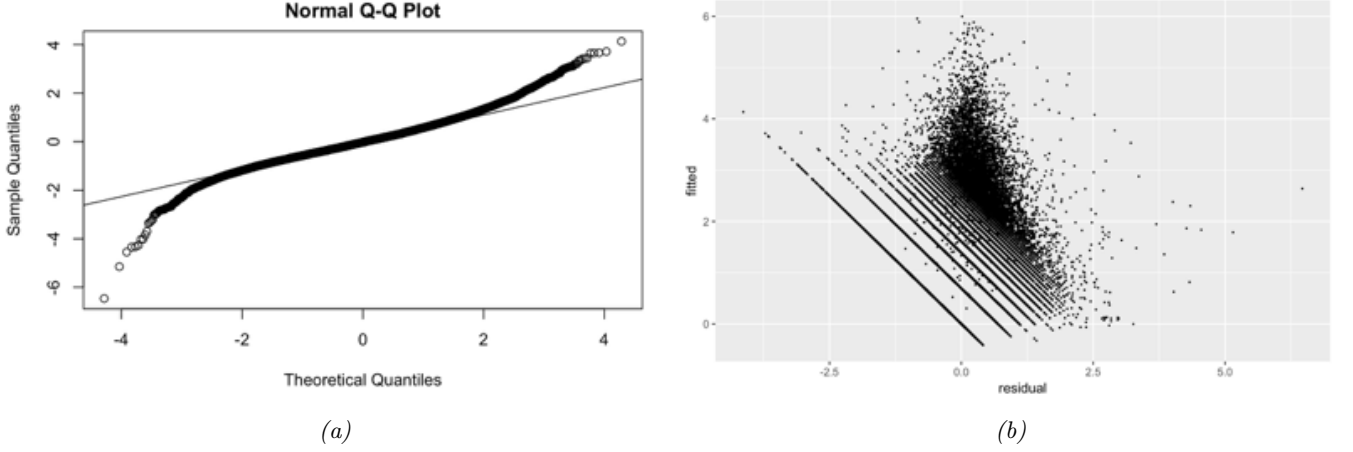 Normal Q-Q Plot
Sample Quantiles
4
2
0
-2
-4
-6
-4 -2 0 2 4
Theoretical Quantiles
(a)
fitted
6
4
2
0
-2.5 0.0 2.5 5.0
residual
(b)